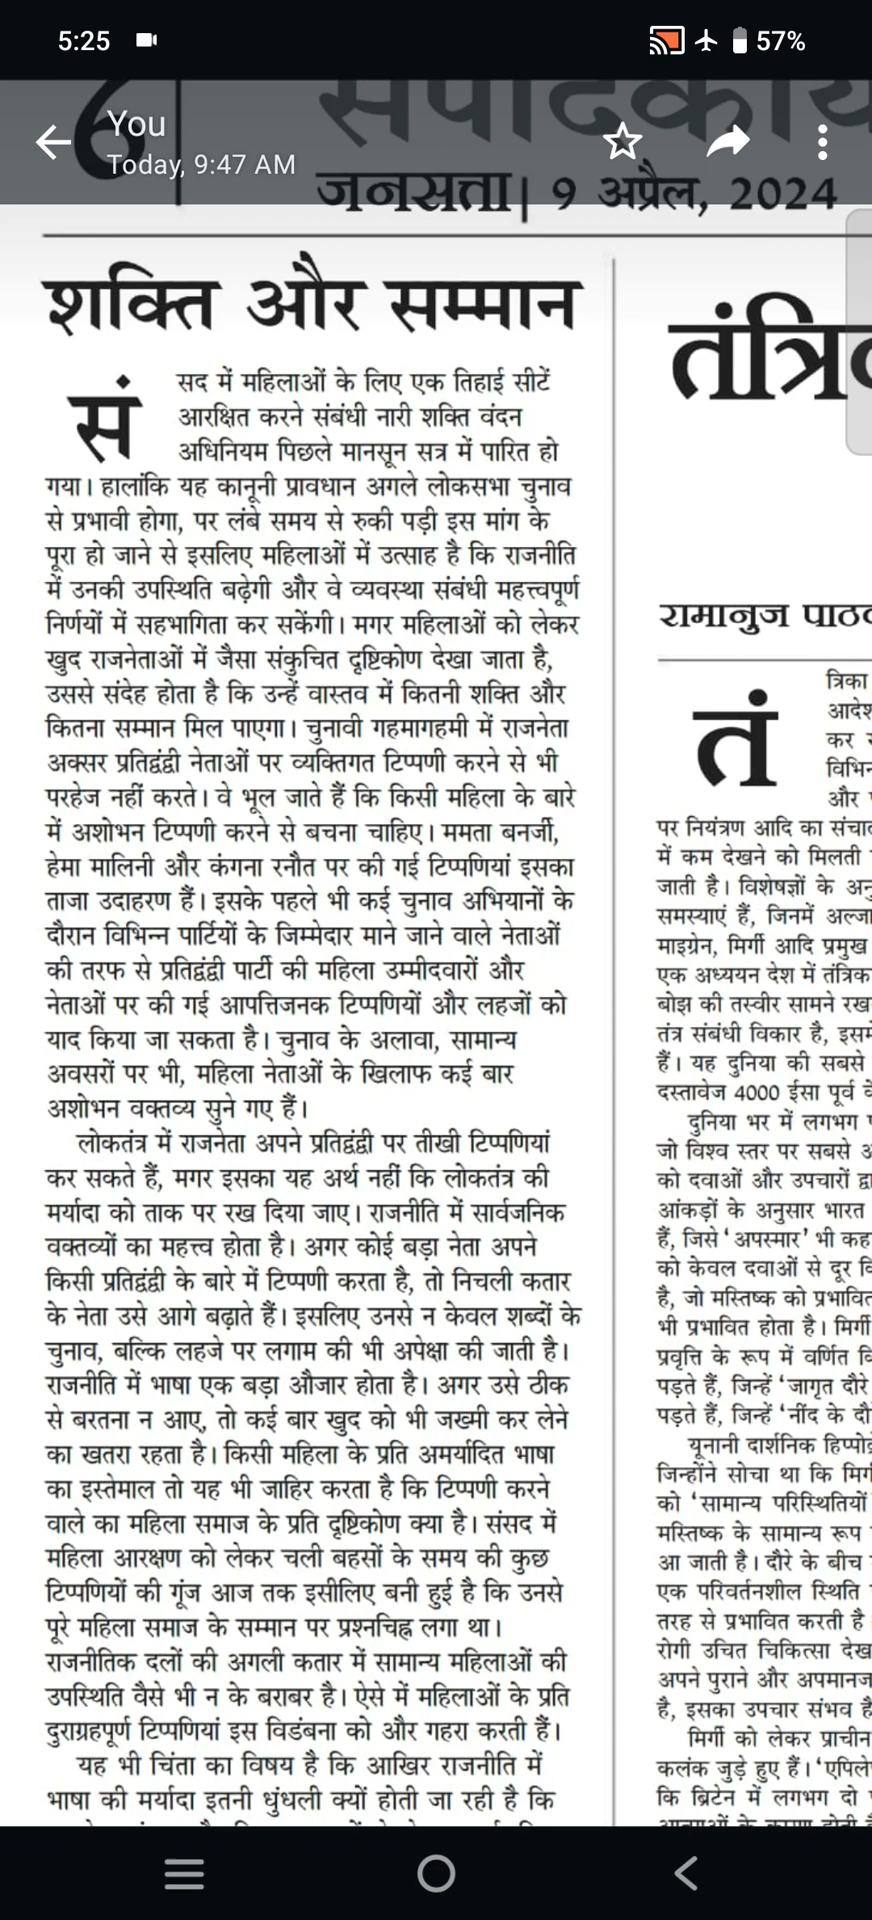 5:25
57%
You
Today, 9:47 AM
6
संपादकीय
जनसत्ता| 9 अप्रैल, 2024
शक्ति और सम्मान
संसद में महिलाओं के लिए एक तिहाई सीटें
आरक्षित करने संबंधी नारी शक्ति वंदन
अधिनियम पिछले मानसून सत्र में पारित हो
गया। हालांकि यह कानूनी प्रावधान अगले लोकसभा चुनाव
से प्रभावी होगा, पर लंबे समय से रुकी पड़ी इस मांग के
पूरा हो जाने से इसलिए महिलाओं में उत्साह है कि राजनीति
में उनकी उपस्थिति बढ़ेगी और वे व्यवस्था संबंधी महत्त्वपूर्ण
निर्णयों में सहभागिता कर सकेंगी। मगर महिलाओं को लेकर
खुद राजनेताओं में जैसा संकुचित दृष्टिकोण देखा जाता है,
उससे संदेह होता है कि उन्हें वास्तव में कितनी शक्ति और
कितना सम्मान मिल पाएगा। चुनावी गहमागहमी में राजनेता
अक्सर प्रतिद्वंद्वी नेताओं पर व्यक्तिगत टिप्पणी करने से भी
परहेज नहीं करते। वे भूल जाते हैं कि किसी महिला के बारे
में अशोभन टिप्पणी करने से बचना चाहिए। ममता बनर्जी,
हेमा मालिनी और कंगना रनौत पर की गई टिप्पणियां इसका
ताजा उदाहरण हैं। इसके पहले भी कई चुनाव अभियानों के
दौरान विभिन्न पार्टियों के जिम्मेदार माने जाने वाले नेताओं
की तरफ से प्रतिद्वंद्वी पार्टी की महिला उम्मीदवारों और
नेताओं पर की गई आपत्तिजनक टिप्पणियों और लहजों को
याद किया जा सकता है। चुनाव के अलावा, सामान्य
अवसरों पर भी, महिला नेताओं के खिलाफ कई बार
अशोभन वक्तव्य सुने गए हैं।
लोकतंत्र में राजनेता अपने प्रतिद्वंद्वी पर तीखी टिप्पणियां
कर सकते हैं, मगर इसका यह अर्थ नहीं कि लोकतंत्र की
मर्यादा को ताक पर रख दिया जाए। राजनीति में सार्वजनिक
वक्तव्यों का महत्त्व होता है। अगर कोई बड़ा नेता अपने
किसी प्रतिद्वंद्वी के बारे में टिप्पणी करता है, तो निचली कतार
के नेता उसे आगे बढ़ाते हैं। इसलिए उनसे न केवल शब्दों के
चुनाव, बल्कि लहजे पर लगाम की भी अपेक्षा की जाती है।
राजनीति में भाषा एक बड़ा औजार होता है। अगर उसे ठीक
से बरतना न आए, तो कई बार खुद को भी जख्मी कर लेने
का खतरा रहता है। किसी महिला के प्रति अमर्यादित भाषा
का इस्तेमाल तो यह भी जाहिर करता है कि टिप्पणी करने
वाले का महिला समाज के प्रति दृष्टिकोण क्या है। संसद में
महिला आरक्षण को लेकर चली बहसों के समय की कुछ
टिप्पणियों की गूंज आज तक इसीलिए बनी हुई है कि उनसे
पूरे महिला समाज के सम्मान पर प्रश्नचिह्न लगा था।
राजनीतिक दलों की अगली कतार में सामान्य महिलाओं की
उपस्थिति वैसे भी न के बराबर है। ऐसे में महिलाओं के प्रति
दुराग्रहपूर्ण टिप्पणियां इस विडंबना को और गहरा करती हैं।
यह भी चिंता का विषय है कि आखिर राजनीति में
भाषा की मर्यादा इतनी धुंधली क्यों होती जा रही है कि
तंत्रि
रामानुज
तंत्रिका
आदेश
कर
और
पर नियंत्रण आदि का
में कम देखने को मिलती
जाती है। विशेषज्ञों के
समस्याएं हैं, जिनमें
माइग्रेन, मिर्गी आदि प्रमुख
एक अध्ययन देश में
बोझ की तस्वीर सामने
तंत्र संबंधी विकार है,
हैं। यह दुनिया की सबसे
दस्तावेज 4000 ईसा पूर्व
दुनिया भर में लगभग
जो विश्व स्तर पर सबसे
को दवाओं और उपचारों
आंकड़ों के अनुसार भारत
हैं, जिसे ‘अपस्मार’ भी
को केवल दवाओं से दूर
है, जो मस्तिष्क को
भी प्रभावित होता है। मिर्गी
प्रवृत्ति के रूप में वर्णित
पड़ते हैं, जिन्हें ‘जागृत दौरे
पड़ते हैं, जिन्हें ‘नींद के
यूनानी दार्शनिक
जिन्होंने सोचा था कि
को ‘सामान्य परिस्थितियों
मस्तिष्क के सामान्य रूप
आ जाती है। दौरे के बीच
एक परिवर्तनशील स्थिति
तरह से प्रभावित करती है
रोगी उचित चिकित्सा
अपने पुराने और
है, इसका उपचार संभव
मिर्गी को लेकर प्राचीन
कलंक जुड़े हुए हैं।
कि ब्रिटेन में लगभग दो